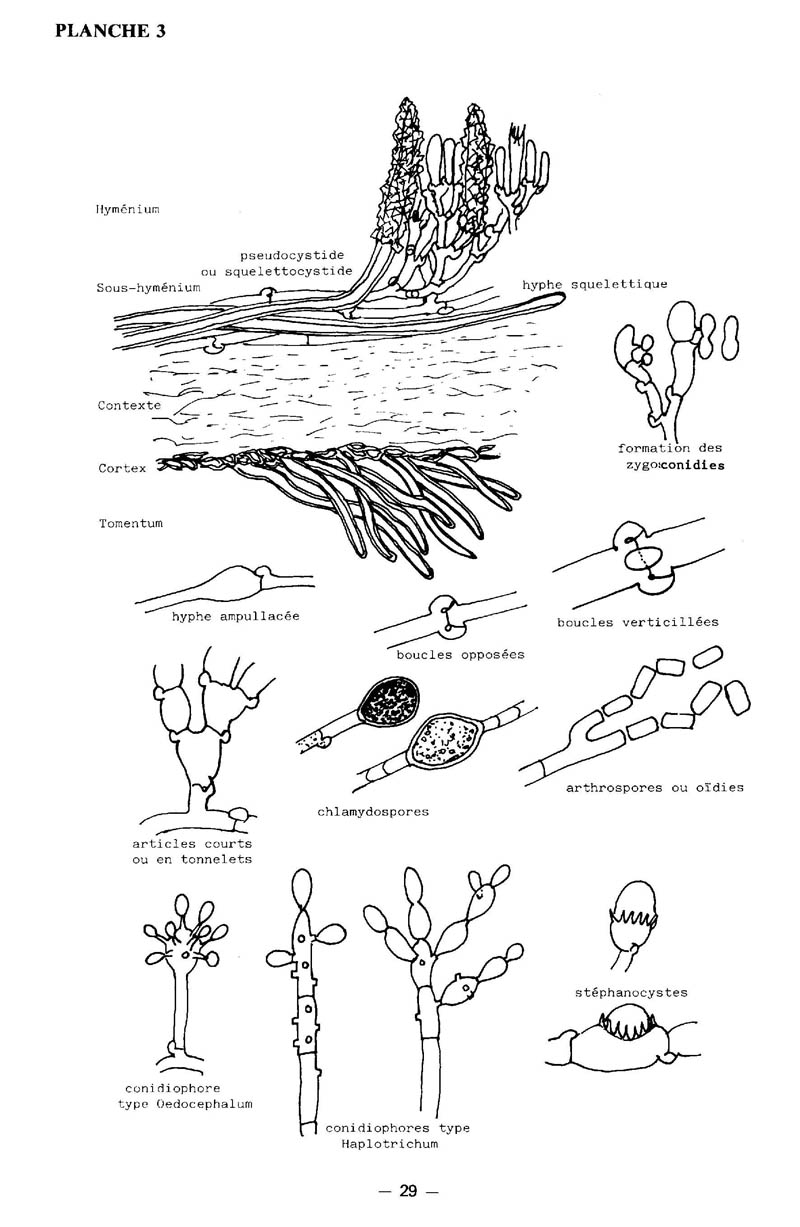 PLANCHE 3
Hyménium
pseudocystide
ou squelettocystide
Sous-hyménium
hyphe squelettique
Contexte
formation des
zygo:conidies
Cortex
Tomentum
hyphe ampullacée
boucles opposées
boucles verticillées
chlamydospores
arthrospores ou oïdies
articles courts
ou en tonnelets
stéphanocystes
conidiophore
type Oedocephalum
conidiophores type
Haplotrichum
— 29 —